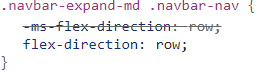 .navbar-expand-md .navbar-nav {
-ms-flex-direction: row;
flex-direction: row;
}